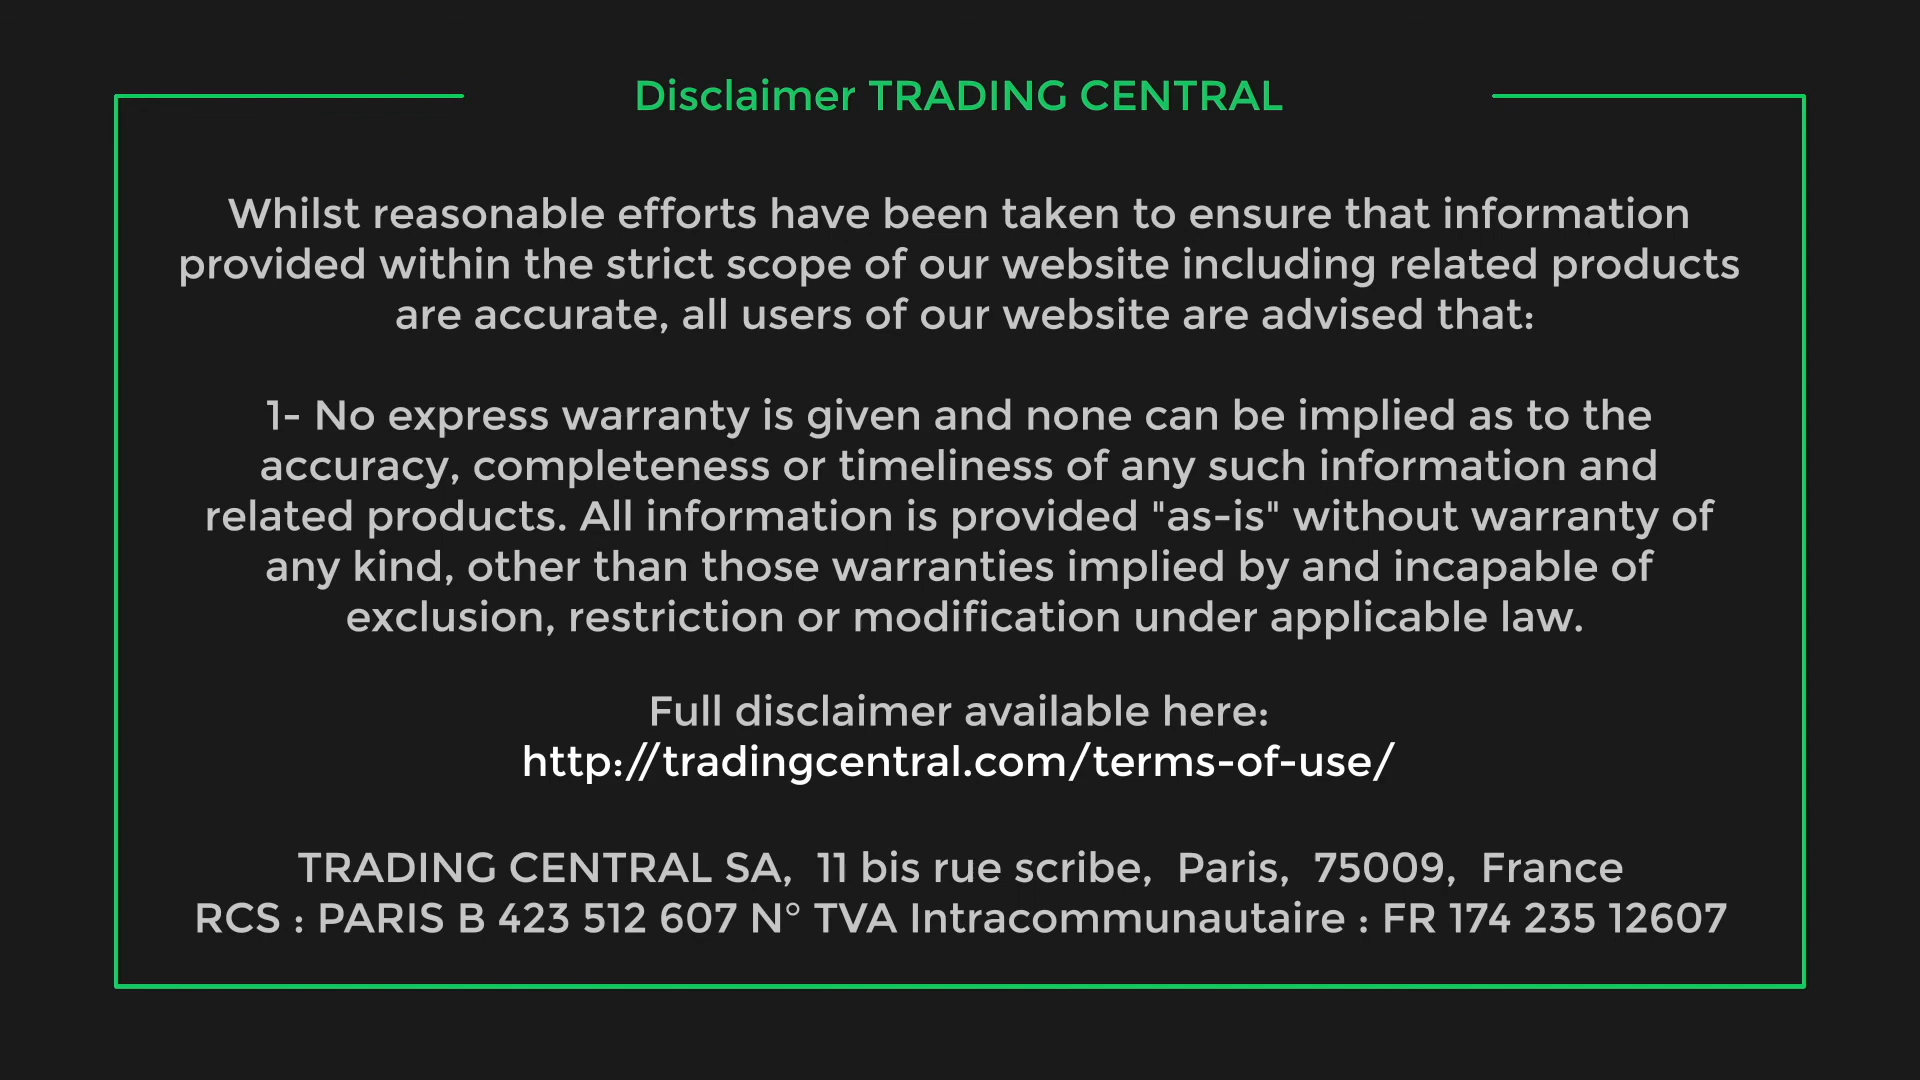 Disclaimer TRADING CENTRAL
Whilst reasonable efforts have been taken to ensure that information
provided within the strict scope of our website including related products
are accurate, all users of our website are advised that:
1- No express warranty is given and none can be implied as to the
accuracy, completeness or timeliness of any such information and
related products. All information is provided "as-is" without warranty of
any kind, other than those warranties implied by and incapable of
exclusion, restriction or modification under applicable law.
Full disclaimer available here:
http://tradingcentral.com/terms-of-use/
TRADING CENTRAL SA, 11 bis rue scribe, Paris, 75009, France
RCS : PARIS B 423 512 607 N° TVA Intracommunautaire : FR 174 235 12607